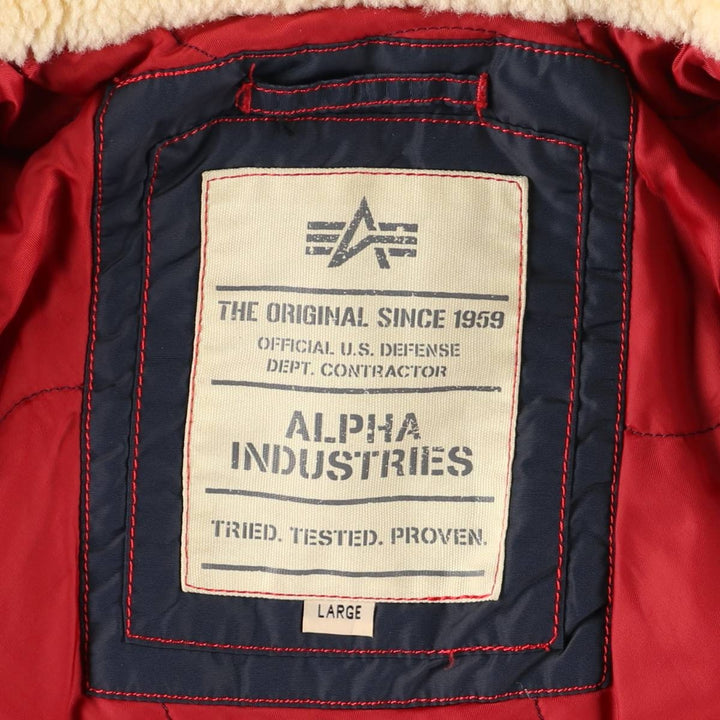 THE ORIGINAL SINCE 1959
OFFICIAL U.S. DEFENSE
DEPT. CONTRACTOR
ALPHA
INDUSTRIES
TRIED. TESTED. PROVEN.
LARGE